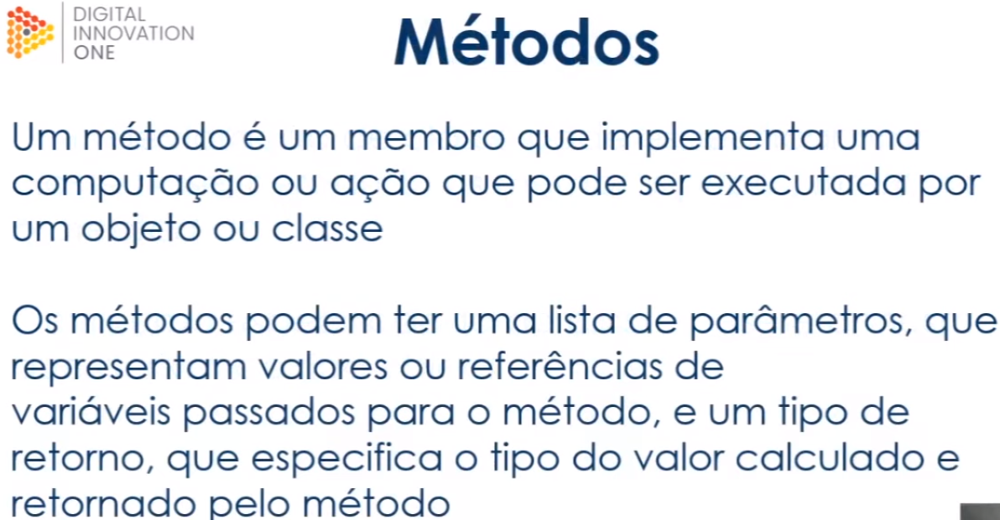 DIGITAL
INNOVATION
ONE
Métodos
Um método é um membro que implementa uma
computação ou ação que pode ser executada por
um objeto ou classe
Os métodos podem ter uma lista de parâmetros, que
representam valores ou referências de
variáveis passados para o método, e um tipo de
retorno, que especifica o tipo do valor calculado e
retornado pelo método